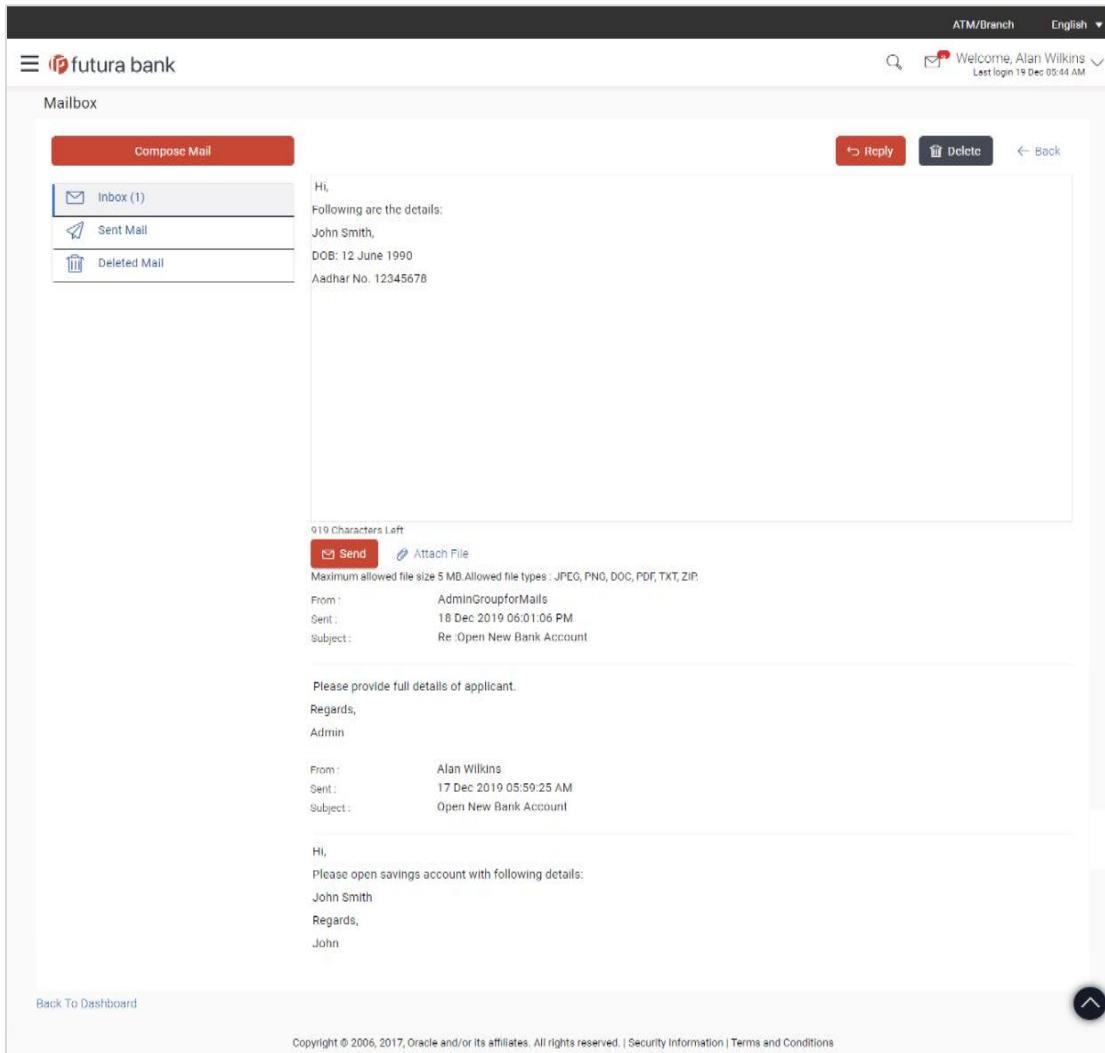 ATM/Branch English
futura bank
Welcome, Alan Wilkins
Last login 19 Dec 05:44 AM
Mailbox
Compose Mail
Reply Delete Back
Inbox (1)
Sent Mail
Deleted Mail
Hi,
Following are the details:
John Smith,
DOB: 12 June 1990
Aadhar No. 12345678
919 Characters Left
Send Attach File
Maximum allowed file size 5 MB.Allowed file types : JPEG, PNG, DOC, PDF, TXT, ZIP.
From : AdminGroupforMails
Sent : 18 Dec 2019 06:01:06 PM
Subject : Re :Open New Bank Account
Please provide full details of applicant.
Regards,
Admin
From : Alan Wilkins
Sent : 17 Dec 2019 05:59:25 AM
Subject : Open New Bank Account
Hi,
Please open savings account with following details:
John Smith
Regards,
John
Back To Dashboard
Copyright © 2006, 2017, Oracle and/or its affiliates. All rights reserved. | Security Information | Terms and Conditions